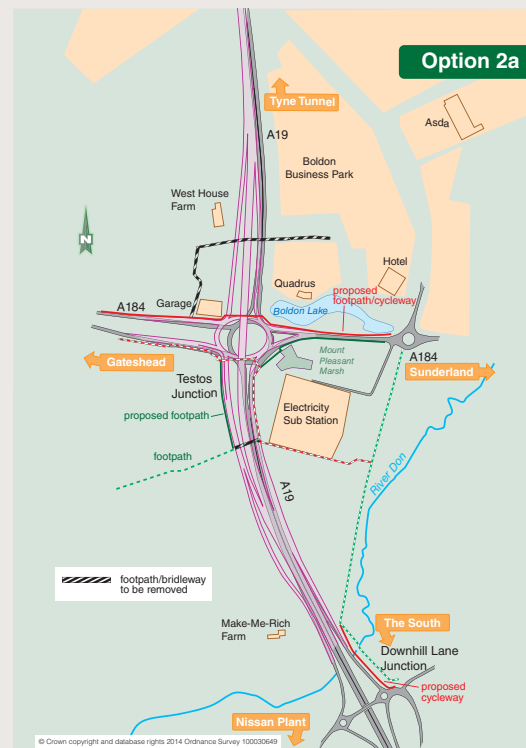 Option 2a
Tyne Tunnel
Asda
A19
Boldon
Business Park
West House
Farm
N
Hotel
Quadrus
proposed
footpath/cycleway
Garage
A184
Boldon Lake
Mount
Pleasant
Marsh
A184
Gateshead
Sunderland
Testos
Junction
proposed footpath
Electricity
Sub Station
footpath
River Don
A19
footpath/bridleway
to be removed
Make-Me-Rich
Farm
The South
Downhill Lane
Junction
proposed
cycleway
Nissan Plant
© Crown copyright and database rights 2014 Ordnance Survey 100030649